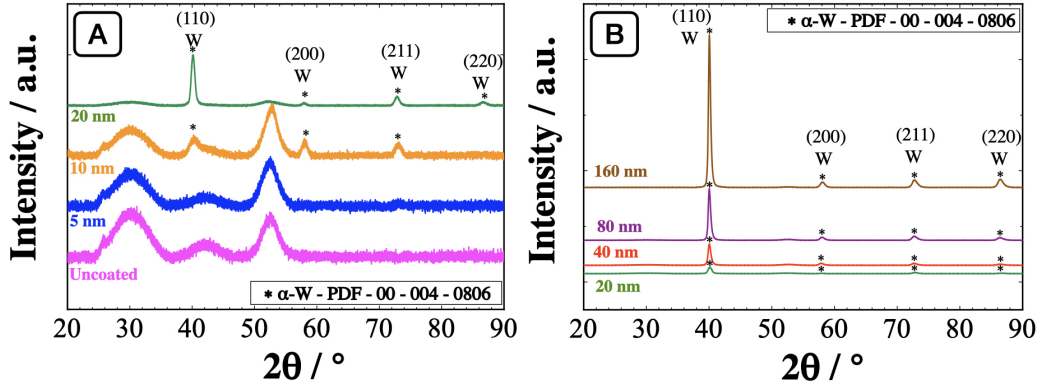 A
(110)
W
*
(200)
W
*
(211)
W
*
(220)
W
*
20 nm
*
*
*
10 nm
5 nm
Uncoated
* α-W - PDF - 00 - 004 - 0806
Intensity / a.u.
20 30 40 50 60 70 80 90
2θ / °
B
* α-W - PDF - 00 - 004 - 0806
(110)
W
*
(200)
W
*
(211)
W
*
(220)
W
*
160 nm
*
*
*
*
80 nm
*
*
*
*
40 nm
*
*
*
*
20 nm
Intensity / a.u.
20 30 40 50 60 70 80 90
2θ / °